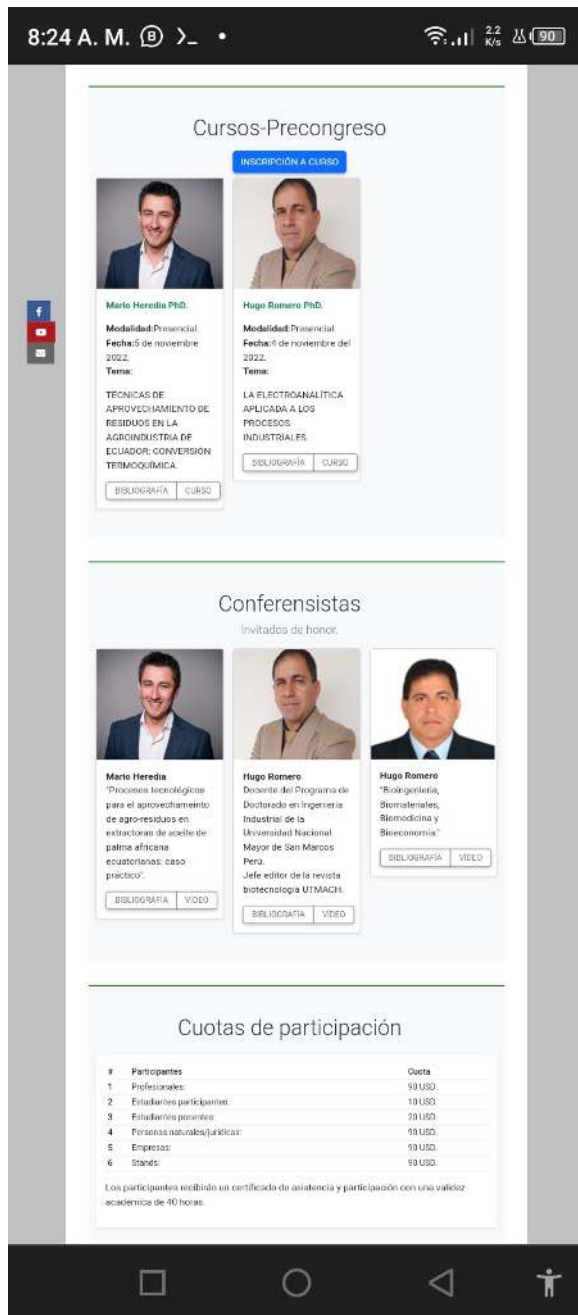 8:24 A. M.
2.2
K/s
90
Cursos-Precongreso
INSCRIPCIÓN A CURSO
Mario Heredia PhD.
Modalidad:Presencial.
Fecha:5 de noviembre
2022.
Tema:
TÉCNICAS DE
APROVECHAMIENTO DE
RESIDUOS EN LA
AGROINDUSTRIA DE
ECUADOR: CONVERSIÓN
TERMOQUÍMICA.
BIBLIOGRAFÍA CURSO
Hugo Romero PhD.
Modalidad:Presencial.
Fecha:4 de noviembre del
2022.
Tema:
LA ELECTROANALÍTICA
APLICADA A LOS
PROCESOS
INDUSTRIALES.
BIBLIOGRAFÍA CURSO
Conferensistas
Invitados de honor.
Mario Heredia
"Procesos tecnológicos
para el aprovechameinto
de agro-residuos en
extractoras de aceite de
palma africana
ecuatorianas: caso
práctico".
BIBLIOGRAFÍA VÍDEO
Hugo Romero
Docente del Programa de
Doctorado en Ingeniería
Industrial de la
Universidad Nacional
Mayor de San Marcos
Perú.
Jefe editor de la revista
biotecnología UTMACH.
BIBLIOGRAFÍA VÍDEO
Hugo Romero
"Bioingeniería,
Biomateriales,
Biomedicina y
Bioeconomía."
BIBLIOGRAFÍA VÍDEO
Cuotas de participación
# Participantes Cuota
1 Profesionales: 90 USD.
2 Estudiantes participantes: 10 USD.
3 Estudiantes ponentes: 20 USD.
4 Personas naturales/jurídicas: 90 USD.
5 Empresas: 90 USD.
6 Stands: 90 USD.
Los participantes recibirán un certificado de asistencia y participación con una validez
académica de 40 horas.